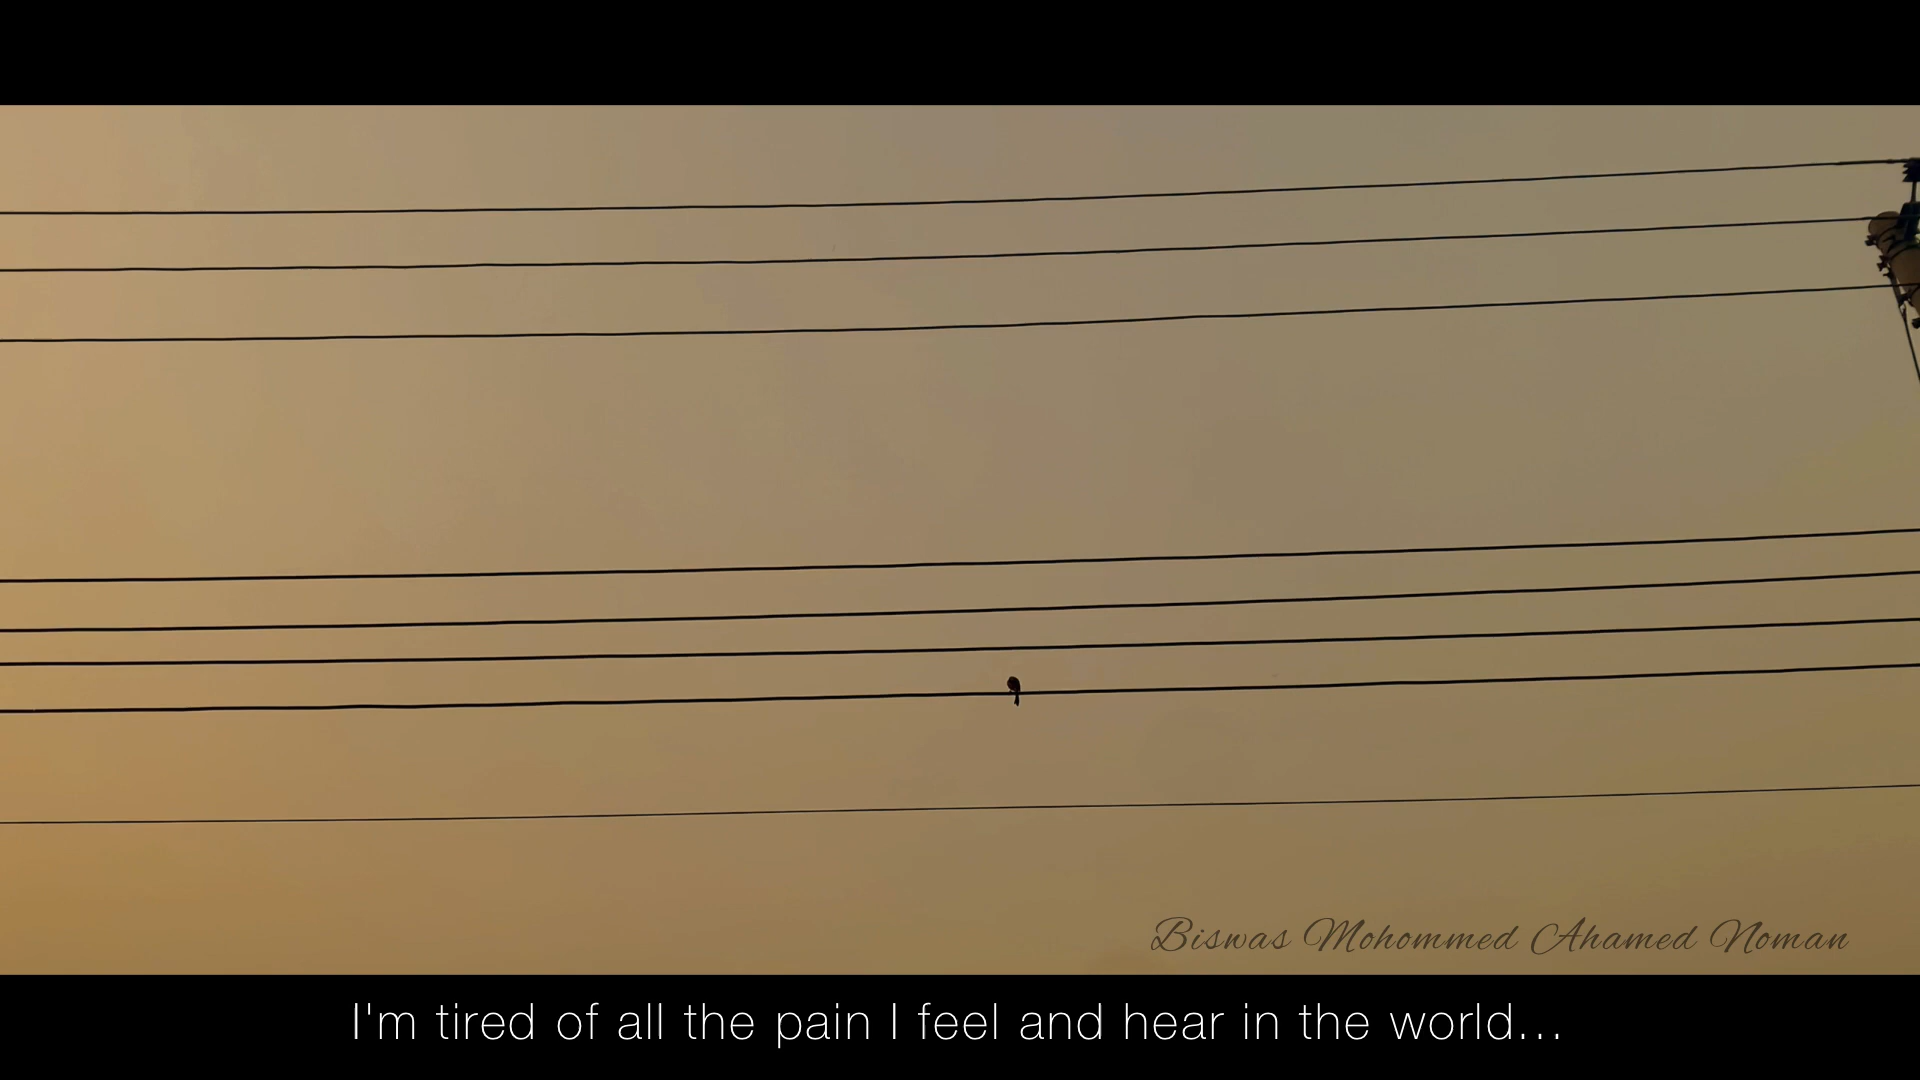 Biswas Mohommed Ahamed Noman
I'm tired of all the pain I feel and hear in the world...